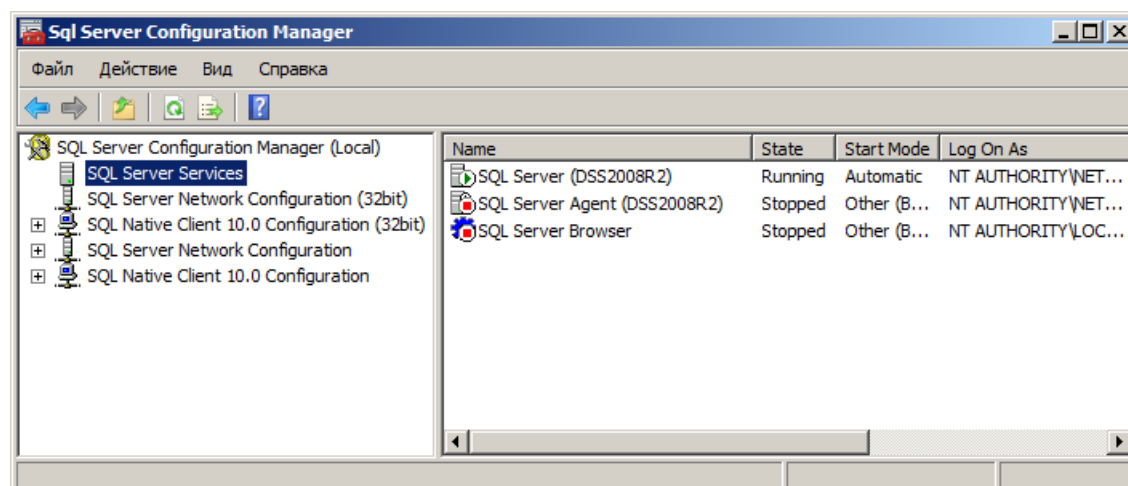 Sql Server Configuration Manager
Файл Действие Вид Справка
SQL Server Configuration Manager (Local)
SQL Server Services
SQL Server Network Configuration (32bit)
SQL Native Client 10.0 Configuration (32bit)
SQL Server Network Configuration
SQL Native Client 10.0 Configuration
Name State Start Mode Log On As
SQL Server (DSS2008R2) Running Automatic NT AUTHORITY\NET...
SQL Server Agent (DSS2008R2) Stopped Other (B... NT AUTHORITY\NET...
SQL Server Browser Stopped Other (B... NT AUTHORITY\LOC...